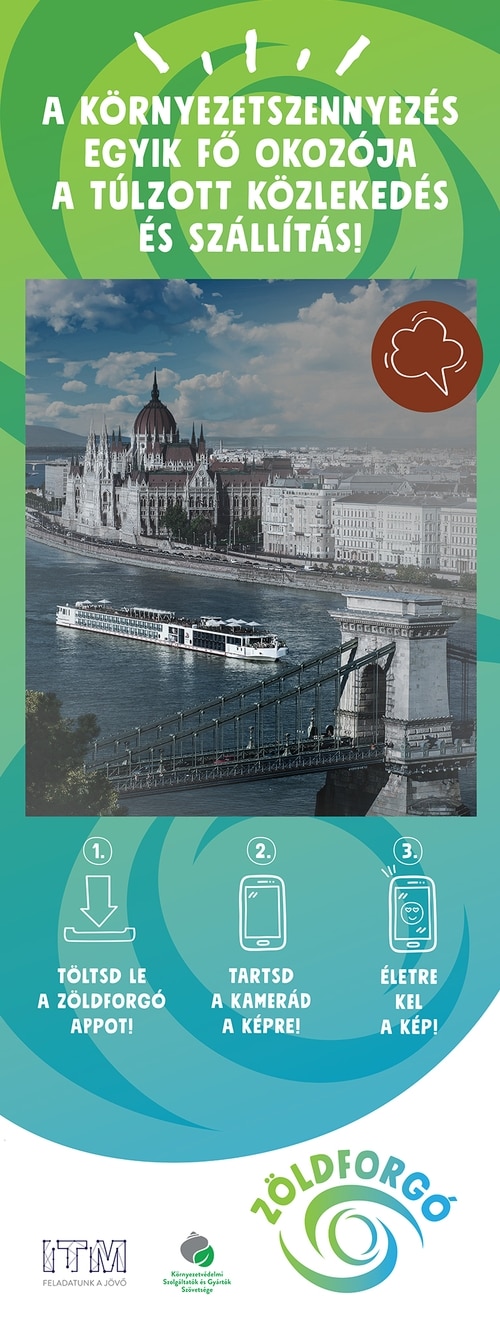 A KÖRNYEZETSZENNYEZÉS
EGYIK FŐ OKOZÓJA
A TÚLZOTT KÖZLEKEDÉS
ÉS SZÁLLÍTÁS!
1.
TÖLTSD LE
A ZÖLDFORGÓ
APPOT!
2.
TARTSD
A KAMERÁD
A KÉPRE!
3.
ÉLETRE
KEL
A KÉP!
ZÖLDFORGÓ
ITM
FELADATUNK A JÖVŐ
Környezetvédelmi
Szolgáltatók és Gyártók
Szövetsége